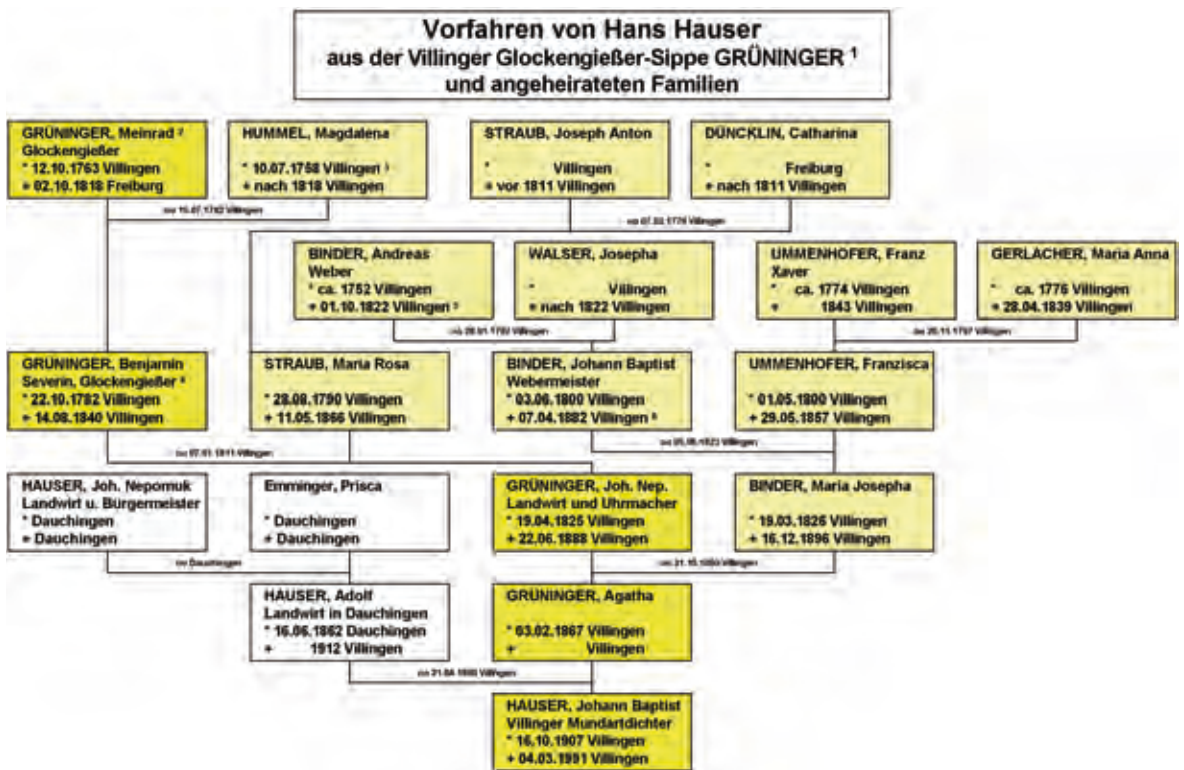 Vorfahren von Hans Hauser
aus der Villinger Glockengießer-Sippe GRÜNINGER ¹
und angeheirateten Familien
GRÜNINGER, Meinrad ²
Glockengießer
* 12.10.1763 Villingen
+ 02.10.1818 Freiburg
HUMMEL, Magdalena
* 10.07.1758 Villingen
+ nach 1818 Villingen
STRAUB, Joseph Anton
* Villingen
+ vor 1811 Villingen
DÜNCKLIN, Catharina
* Freiburg
+ nach 1811 Villingen
Villingen
Villingen
BINDER, Andreas
Weber
* ca. 1752 Villingen
+ 01.10.1822 Villingen
WALSER, Josepha
* Villingen
+ nach 1822 Villingen
UMMENHOFER, Franz
Xaver
* ca. 1774 Villingen
+ 1843 Villingen
GERLACHER, Maria Anna
* ca. 1776 Villingen
+ 28.04.1839 Villingen
Villingen
Villingen
GRÜNINGER, Benjamin
Severin, Glockengießer
* 22.10.1782 Villingen
+ 14.08.1840 Villingen
STRAUB, Maria Rosa
* 28.08.1790 Villingen
+ 11.05.1866 Villingen
BINDER, Johann Baptist
Webermeister
* 03.06.1800 Villingen
+ 07.04.1882 Villingen
UMMENHOFER, Franzisca
* 01.05.1800 Villingen
+ 29.05.1857 Villingen
Villingen
Villingen
HAUSER, Joh. Nepomuk
Landwirt u. Bürgermeister
* Dauchingen
+ Dauchingen
Emminger, Prisca
* Dauchingen
+ Dauchingen
GRÜNINGER, Joh. Nep.
Landwirt und Uhrmacher
* 19.04.1825 Villingen
+ 22.06.1888 Villingen
BINDER, Maria Josepha
* 19.03.1826 Villingen
+ 16.12.1896 Villingen
∞ Dauchingen
Villingen
HAUSER, Adolf
Landwirt in Dauchingen
* 16.06.1862 Dauchingen
+ 1912 Villingen
GRÜNINGER, Agatha
* 03.02.1867 Villingen
+ Villingen
Villingen
HAUSER, Johann Baptist
Villinger Mundartdichter
* 16.10.1907 Villingen
+ 04.03.1991 Villingen